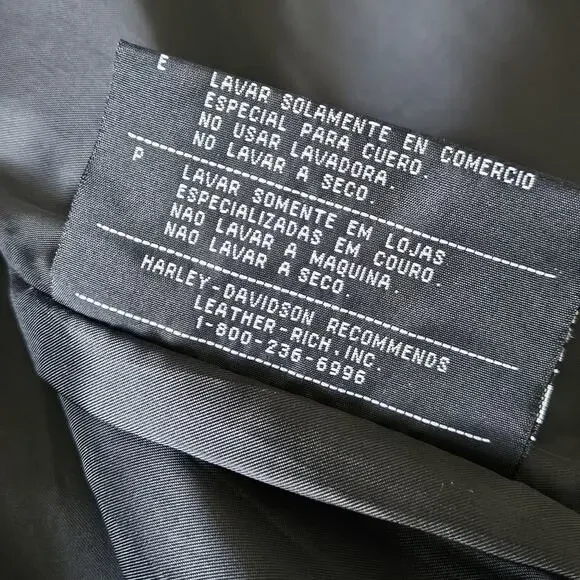 E
LAVAR SOLAMENTE EN COMERCIO
ESPECIAL PARA CUERO.
NO USAR LAVADORA.
NO LAVAR A SECO.
P
LAVAR SOMENTE EM LOJAS
ESPECIALIZADAS EM COURO.
NAO LAVAR A MAQUINA.
NAO LAVAR A SECO.
HARLEY-DAVIDSON RECOMMENDS
LEATHER-RICH, INC.
1-800-236-6996